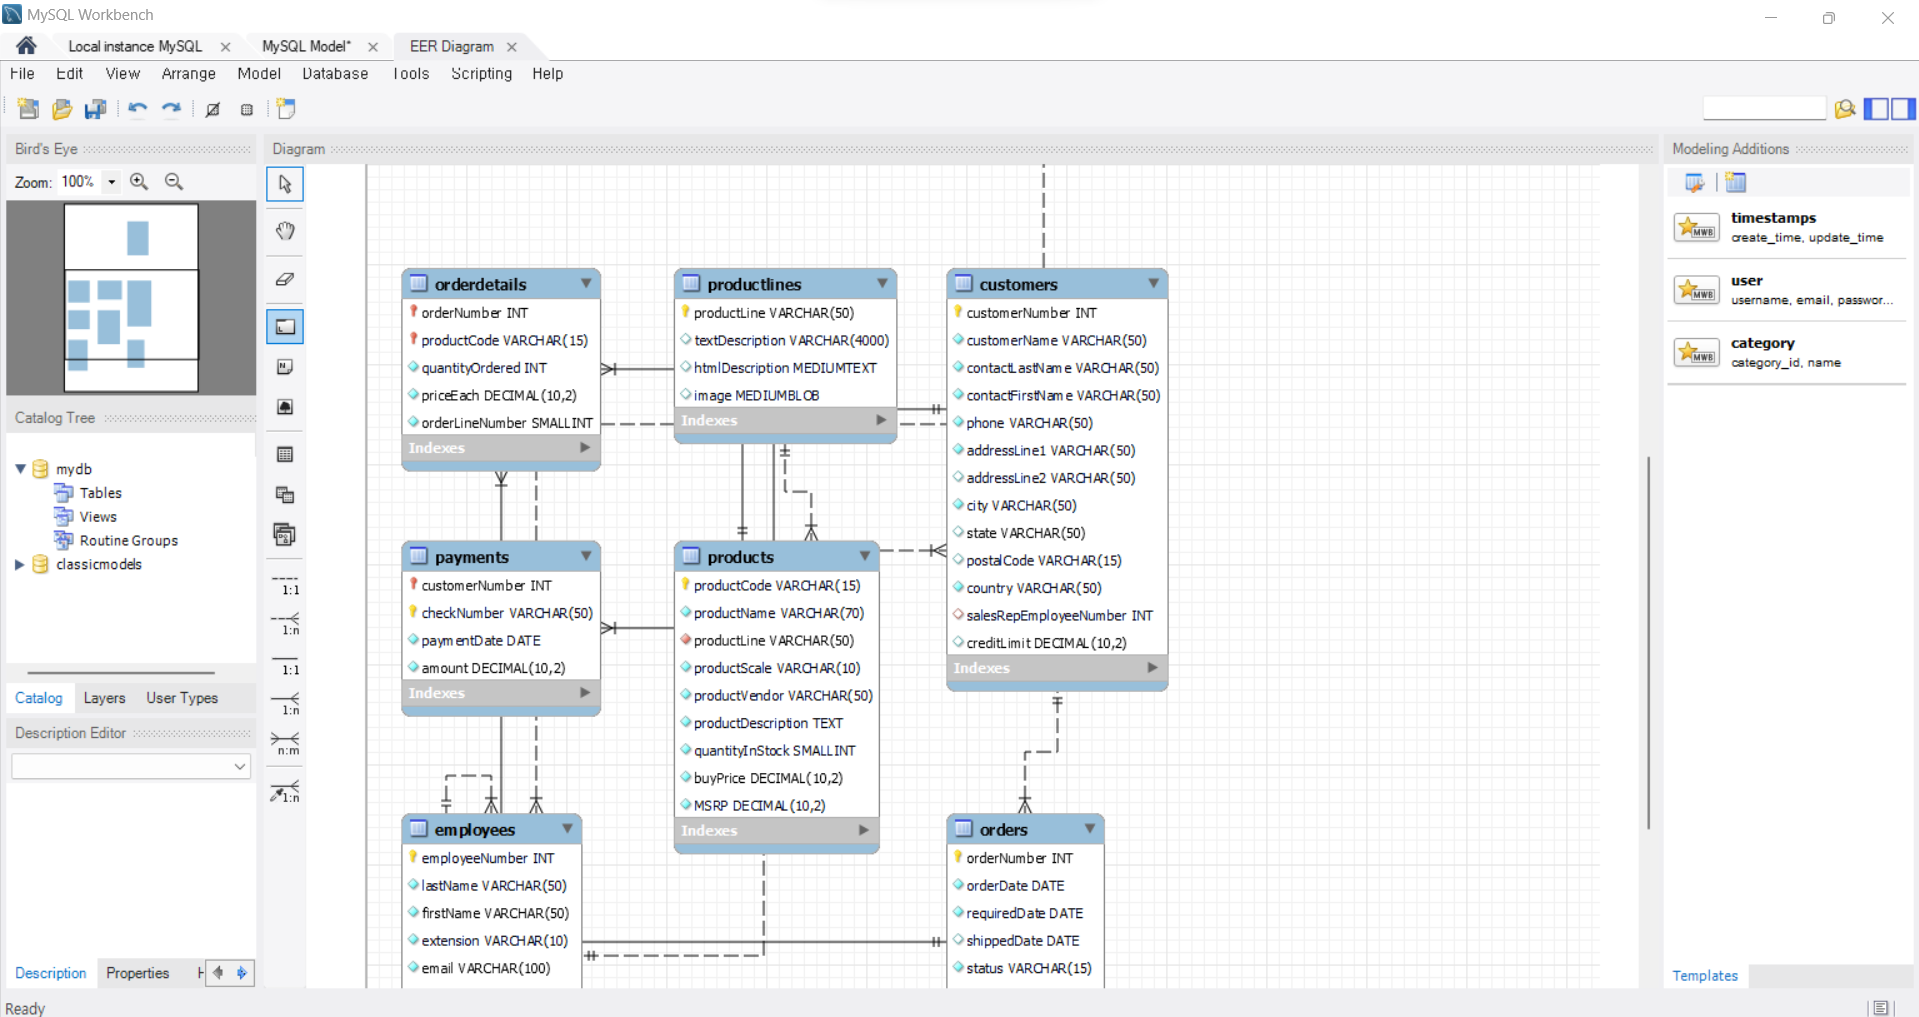 MySQL Workbench
Local instance MySQL
MySQL Model*
EER Diagram
File Edit View Arrange Model Database Tools Scripting Help
Bird's Eye
Diagram
Modeling Additions
Zoom: 100%
timestamps
create_time, update_time
user
username, email, passwor...
category
category_id, name
MWB
MWB
MWB
Catalog Tree
mydb
Tables
Views
Routine Groups
classicmodels
Catalog Layers User Types
Description Editor
Description Properties
1:1
1:n
1:1
1:n
n:m
1:n
orderdetails
orderNumber INT
productCode VARCHAR(15)
quantityOrdered INT
priceEach DECIMAL(10,2)
orderLineNumber SMALLINT
Indexes
productlines
productLine VARCHAR(50)
textDescription VARCHAR(4000)
htmlDescription MEDIUMTEXT
image MEDIUMBLOB
Indexes
customers
customerNumber INT
customerName VARCHAR(50)
contactLastName VARCHAR(50)
contactFirstName VARCHAR(50)
phone VARCHAR(50)
addressLine1 VARCHAR(50)
addressLine2 VARCHAR(50)
city VARCHAR(50)
state VARCHAR(50)
postalCode VARCHAR(15)
country VARCHAR(50)
salesRepEmployeeNumber INT
creditLimit DECIMAL(10,2)
Indexes
payments
customerNumber INT
checkNumber VARCHAR(50)
paymentDate DATE
amount DECIMAL(10,2)
Indexes
products
productCode VARCHAR(15)
productName VARCHAR(70)
productLine VARCHAR(50)
productScale VARCHAR(10)
productVendor VARCHAR(50)
productDescription TEXT
quantityInStock SMALLINT
buyPrice DECIMAL(10,2)
MSRP DECIMAL(10,2)
Indexes
employees
employeeNumber INT
lastName VARCHAR(50)
firstName VARCHAR(50)
extension VARCHAR(10)
email VARCHAR(100)
orders
orderNumber INT
orderDate DATE
requiredDate DATE
shippedDate DATE
status VARCHAR(15)
Templates
Ready